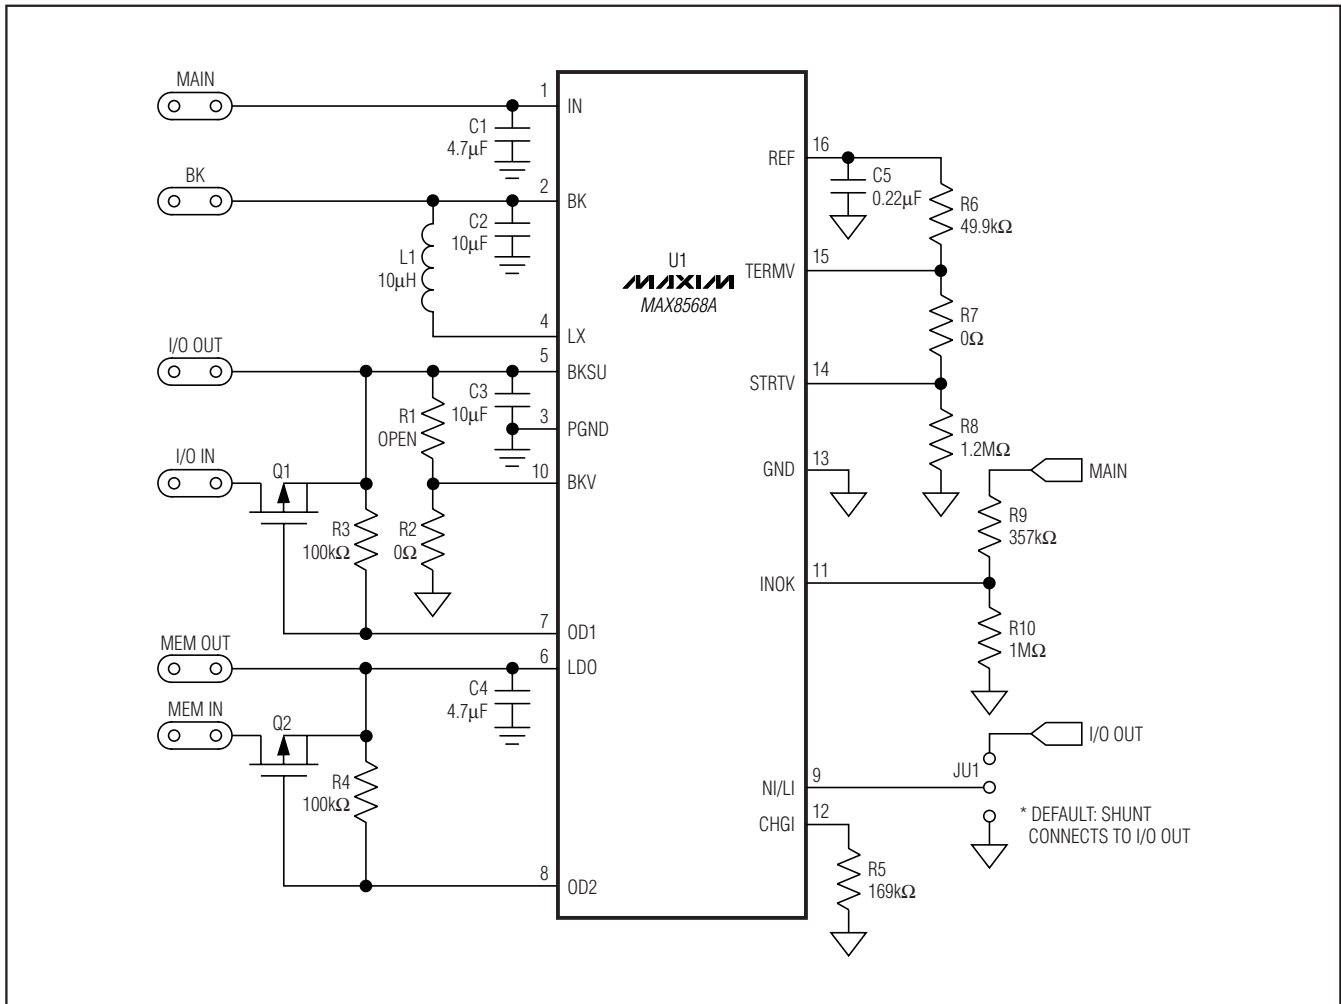 MAIN
1
IN
C1
4.7µF
BK
2
BK
C2
10µF
L1
10µH
4
LX
I/O OUT
5
BKSU
C3
10µF
R1
OPEN
3
PGND
I/O IN
Q1
10
BKV
R3
100kΩ
R2
0Ω
7
OD1
MEM OUT
6
LDO
C4
4.7µF
MEM IN
Q2
R4
100kΩ
8
OD2
U1
MAXIM
MAX8568A
REF
16
C5
0.22µF
R6
49.9kΩ
TERMV
15
R7
0Ω
STRTV
14
R8
1.2MΩ
GND
13
MAIN
R9
357kΩ
INOK
11
R10
1MΩ
I/O OUT
JU1
NI/LI
9
* DEFAULT: SHUNT
CONNECTS TO I/O OUT
CHGI
12
R5
169kΩ